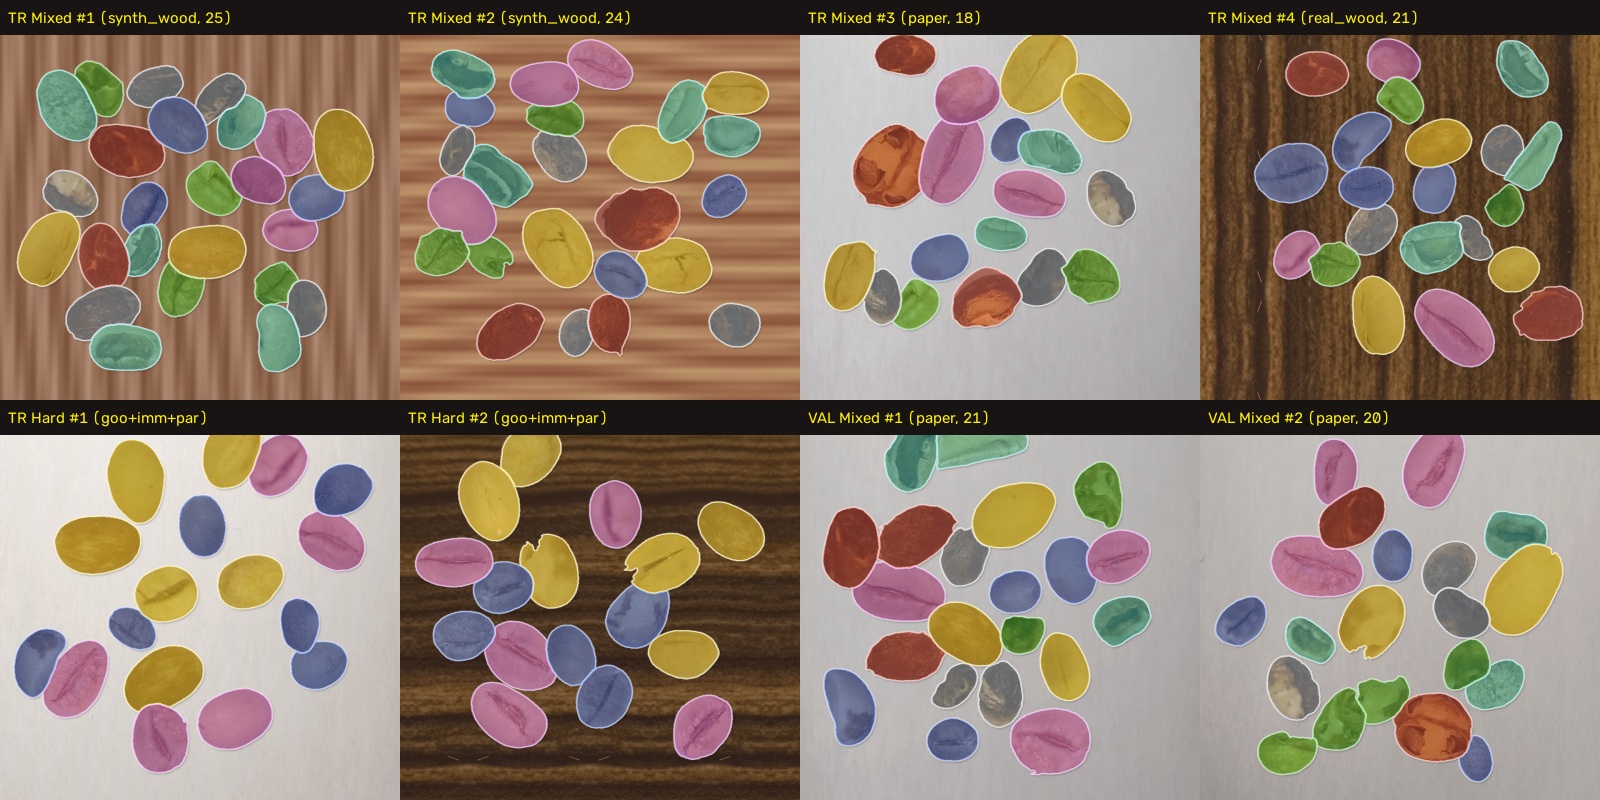 TR Mixed #1 (synth_wood, 25)
TR Mixed #2 (synth_wood, 24)
TR Mixed #3 (paper, 18)
TR Mixed #4 (real_wood, 21)
TR Hard #1 (goo+imm+par)
TR Hard #2 (goo+imm+par)
VAL Mixed #1 (paper, 21)
VAL Mixed #2 (paper, 20)